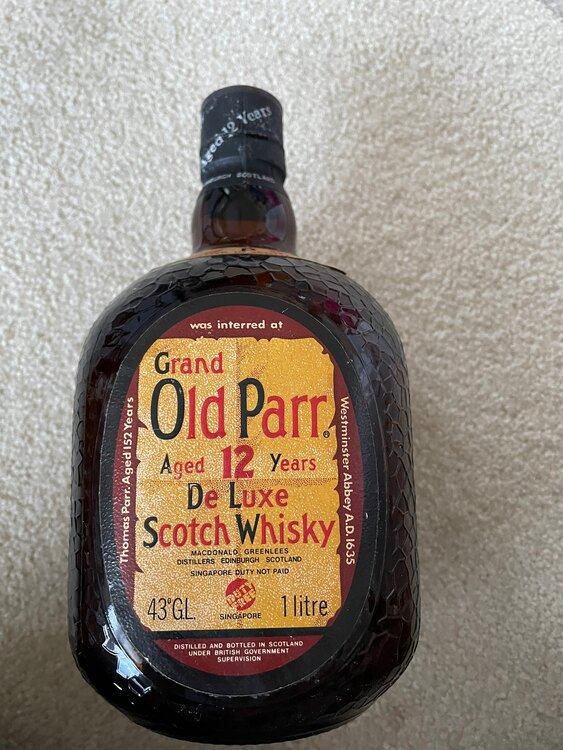 Aged 12 Years
was interred at
Thomas Parr. Aged 152 Years
Westminster Abbey A.D. 1635
Grand
Old Parr
Aged 12 Years
De Luxe
Scotch Whisky
MACDONALD GREENLEES
DISTILLERS EDINBURGH SCOTLAND
SINGAPORE DUTY NOT PAID
43°GL.
SINGAPORE
1 litre
DISTILLED AND BOTTLED IN SCOTLAND
UNDER BRITISH GOVERNMENT
SUPERVISION